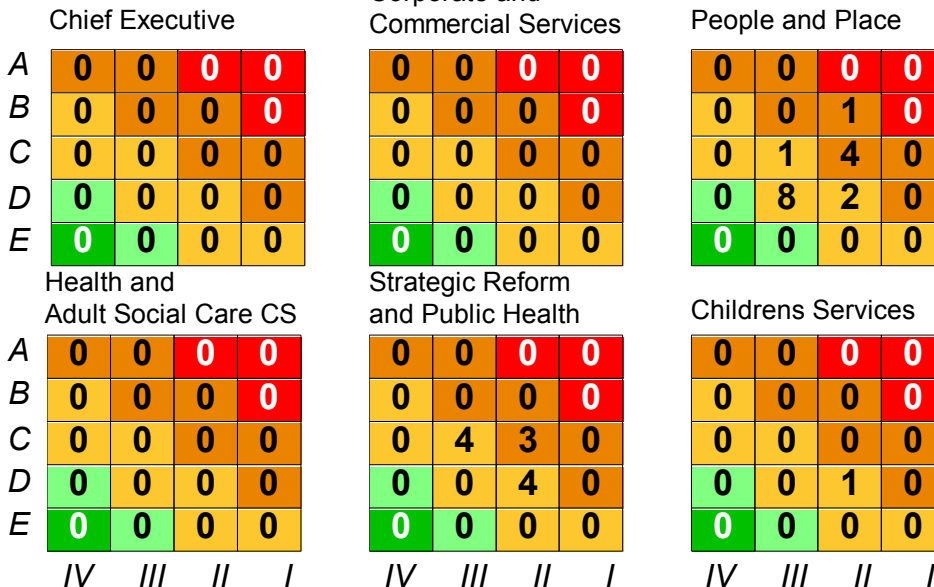 Chief Executive
Corporate and
Commercial Services
People and Place
A 0 0 0 0 0 0 0 0 0 0 0 0
B 0 0 0 0 0 0 0 0 0 0 1 0
C 0 0 0 0 0 0 0 0 0 1 4 0
D 0 0 0 0 0 0 0 0 0 8 2 0
E 0 0 0 0 0 0 0 0 0 0 0 0
Health and
Adult Social Care CS
Strategic Reform
and Public Health
Childrens Services
A 0 0 0 0 0 0 0 0 0 0 0 0
B 0 0 0 0 0 0 0 0 0 0 0 0
C 0 0 0 0 0 4 3 0 0 0 0 0
D 0 0 0 0 0 0 4 0 0 0 1 0
E 0 0 0 0 0 0 0 0 0 0 0 0
IV III II I IV III II I IV III II I